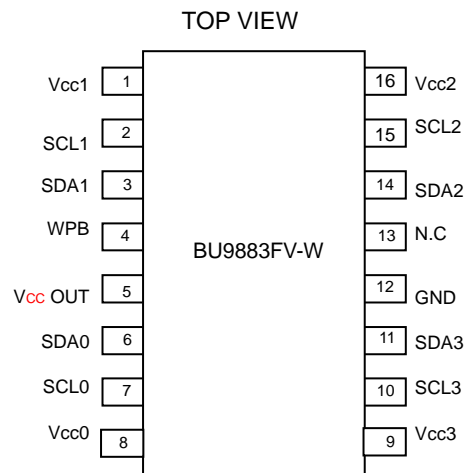 TOP VIEW
Vcc1 1 16 Vcc2
SCL1 2 15 SCL2
SDA1 3 14 SDA2
WPB 4 13 N.C
BU9883FV-W
Vcc OUT 5 12 GND
SDA0 6 11 SDA3
SCL0 7 10 SCL3
Vcc0 8 9 Vcc3